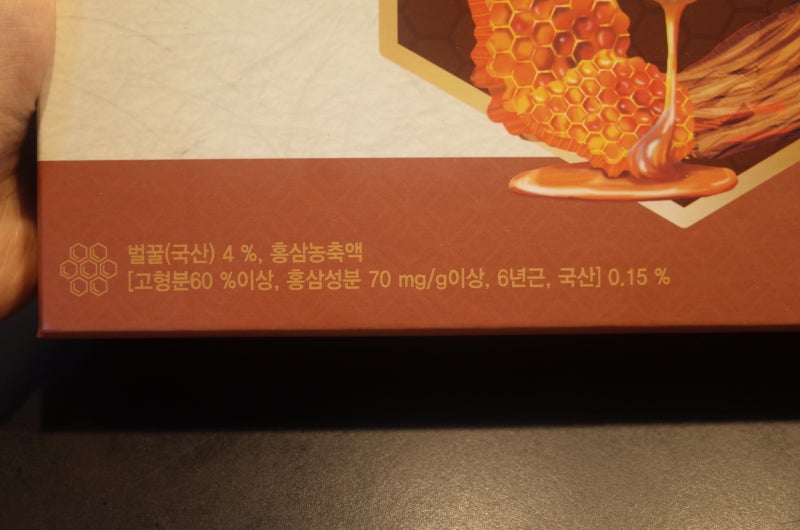 벌꿀(국산) 4 %, 홍삼농축액
[고형분60 %이상, 홍삼성분 70 mg/g이상, 6년근, 국산] 0.15 %